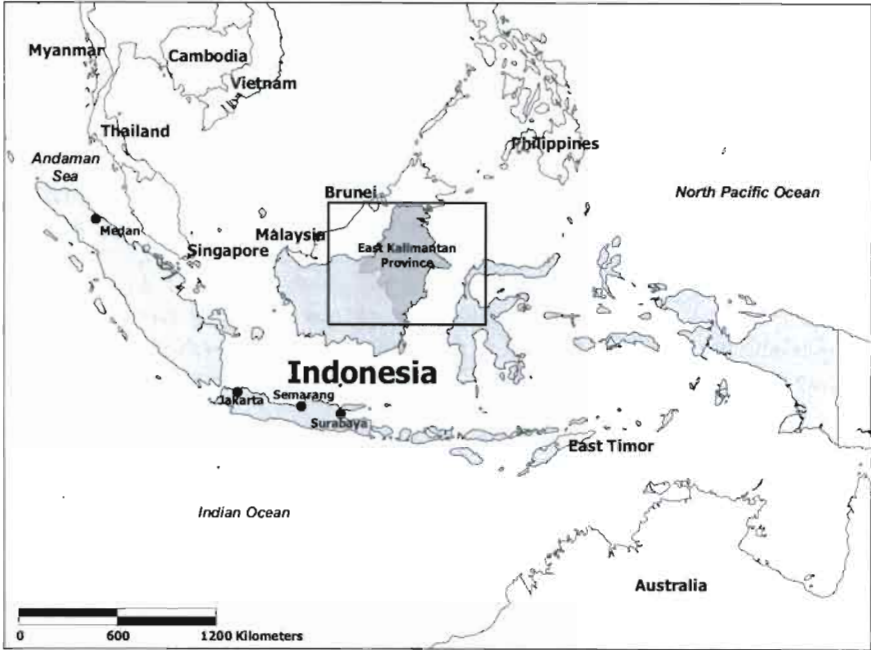 Myanmar
Cambodia
Vietnam
Thailand
Philippines
Andaman
Sea
Brunei
North Pacific Ocean
Medan
Malaysia
Singapore
East Kalimantan
Province
Indonesia
Jakarta
Semarang
Surabaya
East Timor
Indian Ocean
Australia
0 600 1200 Kilometers